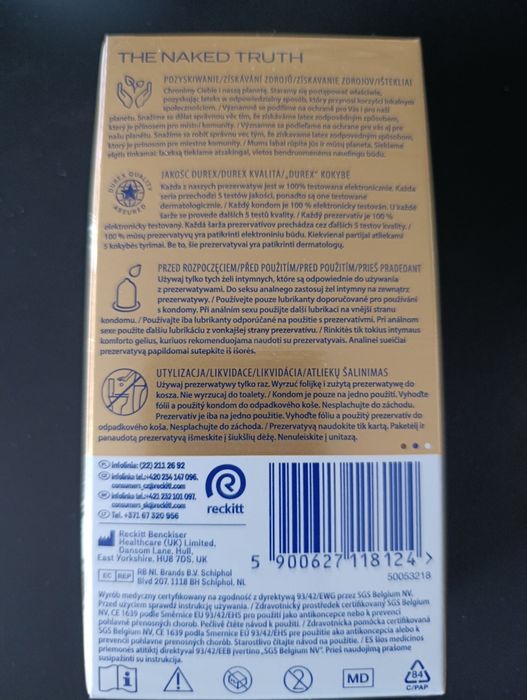 THE NAKED TRUTH
POZYSKIWANIE/ZÍSKÁVÁNÍ ZDROJŮ/ZÍSKAVANIE ZDROJOV/IŠTEKLIAI
Chronimy Ciebie i naszą planetę. Staramy się postępować właściwie,
pozyskując lateks w odpowiedzialny sposób, który przynosi korzyści lokalnym
społecznościom. / Významně se podílíme na ochraně pro Vás i pro naši
planetu. Snažíme se dělat správnou věc tím, že získáváme latex zodpovědným způsobem,
který je přínosem pro místní komunity. / Významne sa podieľame na ochrane pre vás aj pre
našu planétu. Snažíme sa robiť správnu vec tým, že získavame latex zodpovedným spôsobom,
ktorý je prínosom pre miestne komunity. / Mums labai rūpite jūs ir mūsų planeta. Siekiame
elgtis tinkamai: lateksą tiekiame atsakingai, vietos bendruomenėms naudingu būdu.
DUREX QUALITY
ASSURED
JAKOŚĆ DUREX/DUREX KVALITA/„DUREX" KOKYBĖ
Każda z naszych prezerwatyw jest w 100% testowana elektronicznie. Każda
seria przechodzi 5 testów jakości, ponadto są one testowane
dermatologicznie. / Každý kondom je 100 % elektronicky testován. U každé
šarže se provede dalších 5 testů kvality. / Každý prezervatív je 100 %
elektronicky testovaný. Každá šarža prezervatívov prechádza cez ďalších 5 testov kvality. /
100 % mūsų prezervatyvų yra patikrinti elektroniniu būdu. Kiekvienai partijai atliekami
5 kokybės tyrimai. Be to, šie prezervatyvai yra patikrinti dermatologų.
PRZED ROZPOCZĘCIEM/PŘED POUŽITÍM/PRED POUŽITÍM/PRIEŠ PRADEDANT
Używaj tylko tych żeli intymnych, które są odpowiednie do używania
z prezerwatywami. Do seksu analnego zastosuj żel intymny na zewnątrz
prezerwatywy. / Používejte pouze lubrikanty doporučované pro používání
s kondomy. Při análním sexu použijte další lubrikaci na vnější stranu
kondomu. / Používajte iba lubrikanty odporúčané na použitie s prezervatívmi. Pri análnom
sexe použite ďalšiu lubrikáciu z vonkajšej strany prezervatívu. / Rinkitės tik tokius intymaus
komforto gelius, kuriuos rekomenduojama naudoti su prezervatyvais. Analinei sueičiai
prezervatyvą papildomai sutepkite iš išorės.
UTYLIZACJA/LIKVIDACE/LIKVIDÁCIA/ATLIEKŲ ŠALINIMAS
Używaj prezerwatywy tylko raz. Wyrzuć folijkę i zużytą prezerwatywę do
kosza. Nie wyrzucaj do toalety. / Kondom je pouze na jedno použití. Vyhoďte
fólii a použitý kondom do odpadkového koše. Nesplachujte do záchodu.
Prezervatív je iba na jedno použitie. Vyhoďte fóliu a použitý prezervatív do
odpadkového koša. Nesplachujte do záchodu. / Prezervatyvą naudokite tik kartą. Paketėlį ir
panaudotą prezervatyvą išmeskite į šiukšlių dėžę. Nenuleiskite į unitazą.
infolinia: (22) 211 26 92
infolinka tel.:+420 234 147 096,
consumers_cz@reckitt.com
infolinka tel.:+421 232 101 097,
consumers_sk@reckitt.com
Tel. +371 67 320 956
reckitt
Reckitt Benckiser
Healthcare (UK) Limited,
Dansom Lane, Hull,
East Yorkshire, HU8 7DS, UK
EC REP RB NL Brands B.V. Schiphol
Blvd 207, 1118 BH Schiphol, NL
5 900627 118124 >
50053218
Wyrób medyczny certyfikowany na zgodność z dyrektywą 93/42/EWG przez SGS Belgium NV.
Przed użyciem sprawdź instrukcję używania. / Zdravotnický prostředek certifikovaný SGS Belgium
NV, CE 1639 podle Směrnice EU 93/42/EHS pro použití jako antikoncepce nebo k prevenci
pohlavně přenosných chorob. Pečlivě čtěte návod k použití. / Zdravotnícka pomôcka certifikovaná
SGS Belgium NV, CE 1639 podľa Smernice EU 93/42/EHS pre použitie ako antikoncepcia alebo k
prevencii pohlavne prenosných chorôb. Starostlivo čítajte návod na použitie. / ES šios medicinos
priemonės atitiktį direktyvai 93/42/EEB įvertino „SGS Belgium NV". Prieš naudojimą prašome
susipažinti su instrukcija.
MD
84
C/PAP